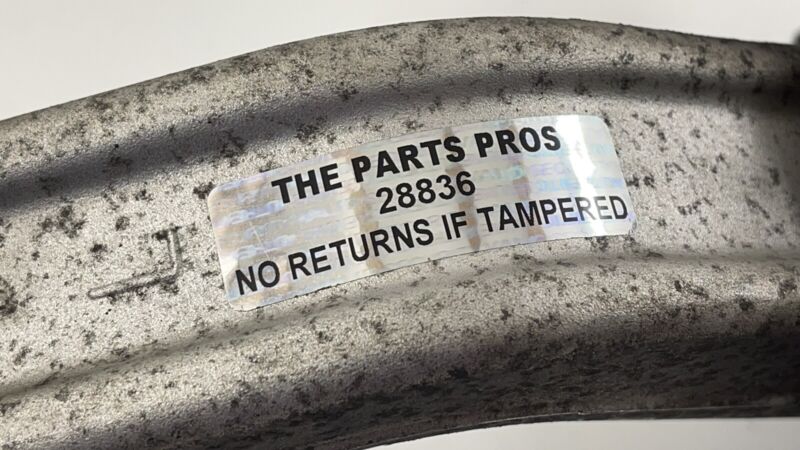 THE PARTS PROS
28836
NO RETURNS IF TAMPERED
L